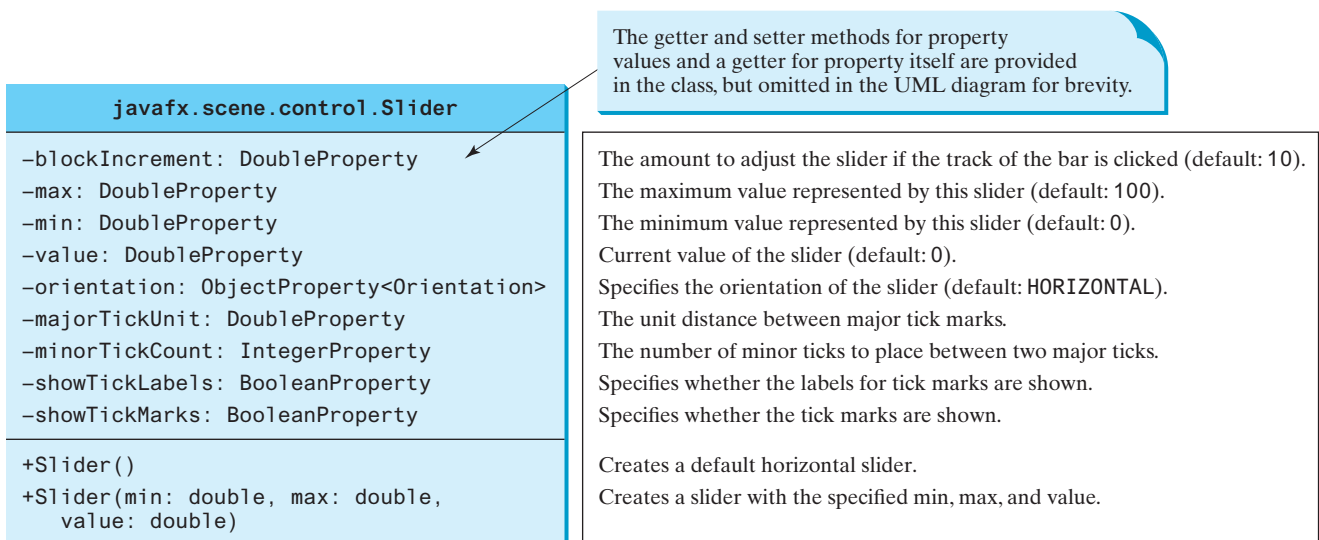 The getter and setter methods for property
values and a getter for property itself are provided
in the class, but omitted in the UML diagram for brevity.
javafx.scene.control.Slider
–blockIncrement: DoubleProperty
–max: DoubleProperty
–min: DoubleProperty
–value: DoubleProperty
–orientation: ObjectProperty<Orientation>
–majorTickUnit: DoubleProperty
–minorTickCount: IntegerProperty
–showTickLabels: BooleanProperty
–showTickMarks: BooleanProperty
+Slider()
+Slider(min: double, max: double,
value: double)
The amount to adjust the slider if the track of the bar is clicked (default: 10).
The maximum value represented by this slider (default: 100).
The minimum value represented by this slider (default: 0).
Current value of the slider (default: 0).
Specifies the orientation of the slider (default: HORIZONTAL).
The unit distance between major tick marks.
The number of minor ticks to place between two major ticks.
Specifies whether the labels for tick marks are shown.
Specifies whether the tick marks are shown.
Creates a default horizontal slider.
Creates a slider with the specified min, max, and value.